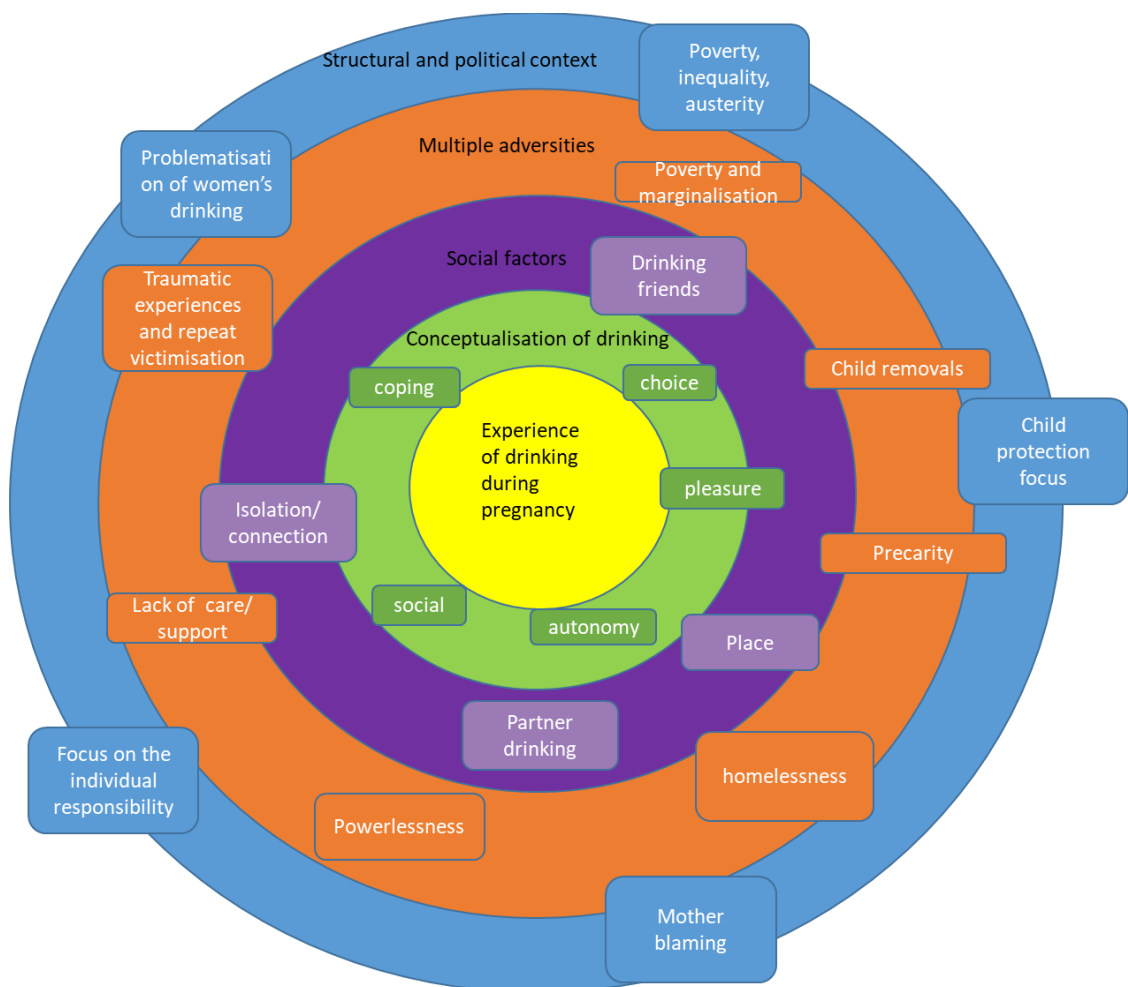 Structural and political context
Poverty,
inequality,
austerity
Problematisati
on of women's
drinking
Multiple adversities
Poverty and
marginalisation
Social factors
Drinking
friends
Traumatic
experiences
and repeat
victimisation
Conceptualisation of drinking
Child removals
coping
choice
Experience
of drinking
during
pregnancy
Child
protection
focus
pleasure
Isolation/
connection
Precarity
Lack of  care/
support
social
autonomy
Place
Partner
drinking
Focus on the
individual
responsibility
homelessness
Powerlessness
Mother
blaming